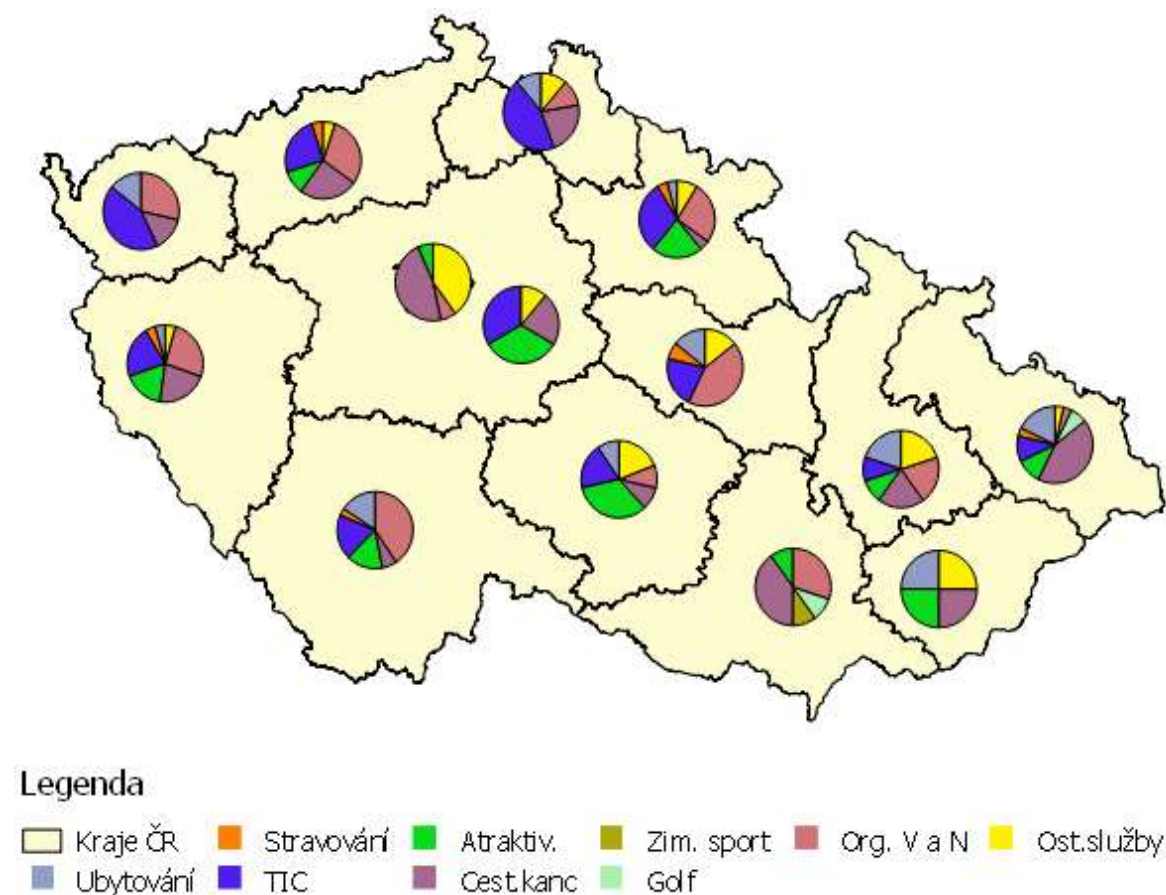 Legenda
Kraje ČR Stravování Atraktiv. Zim. sport Org. V a N Ost.služby
Ubytování TIC Cest.kanc Golf